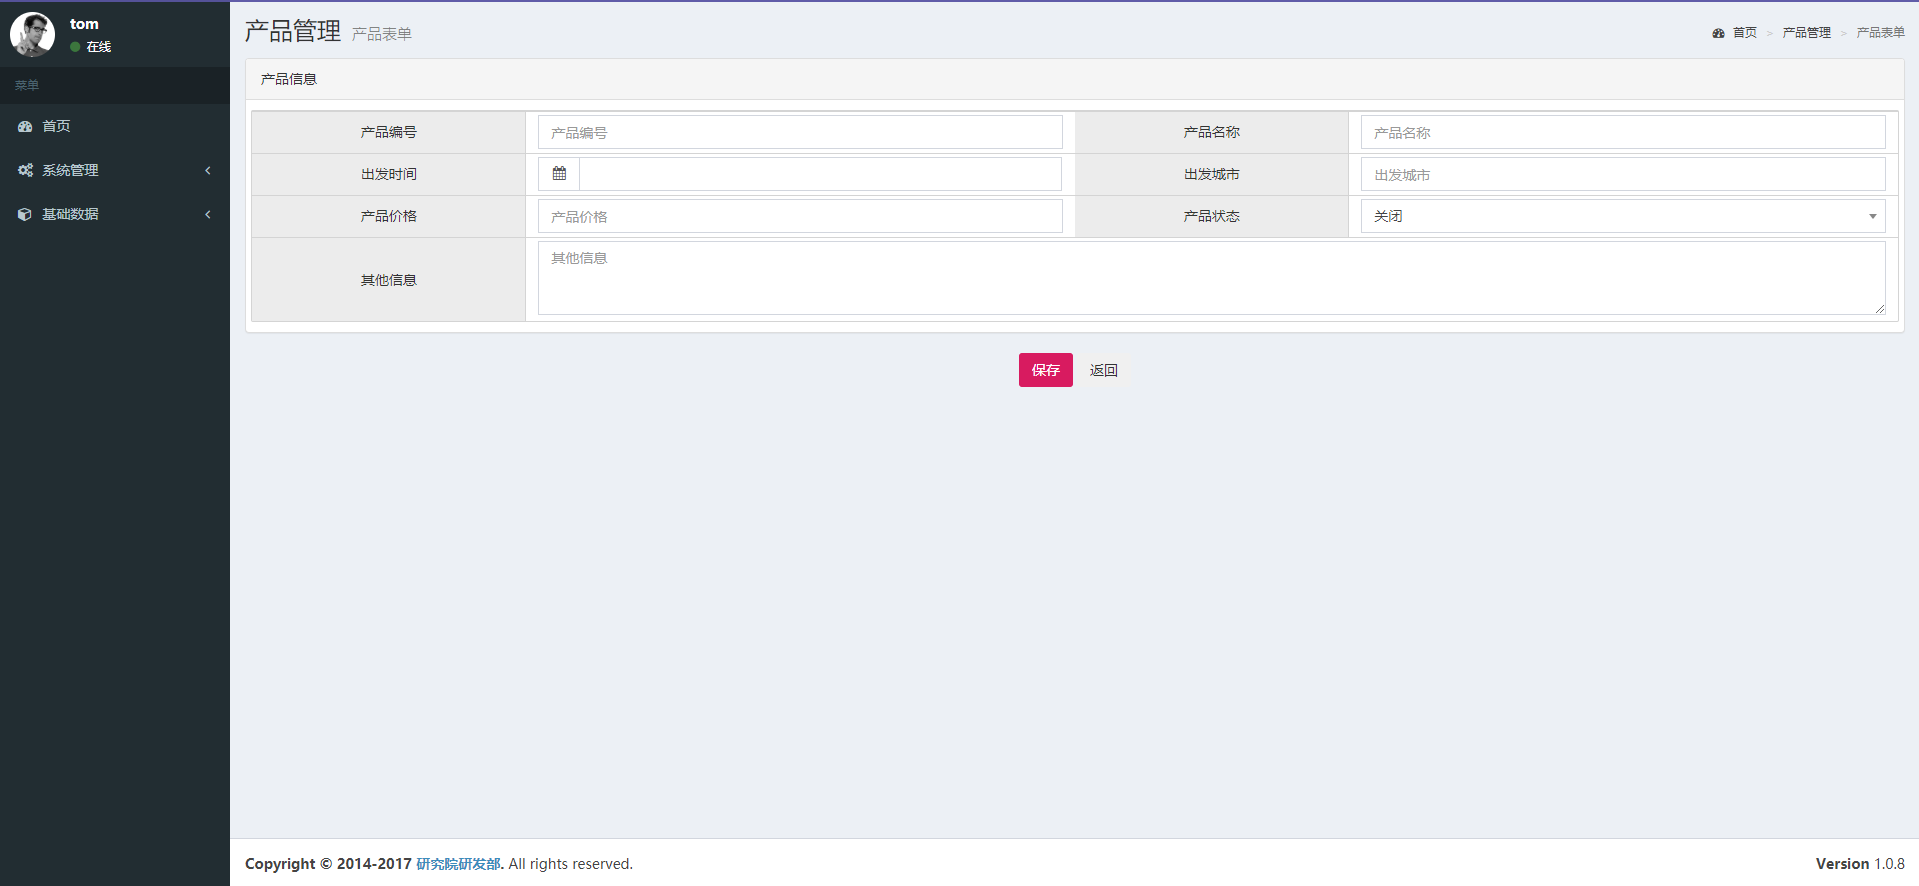 tom
在线
菜单
首页
系统管理
基础数据
产品管理 产品表单
首页 > 产品管理 > 产品表单
产品信息
产品编号 产品编号 产品名称 产品名称
出发时间 出发城市 出发城市
产品价格 产品价格 产品状态 关闭
其他信息 其他信息
保存 返回
Copyright © 2014-2017 研究院研发部. All rights reserved. Version 1.0.8